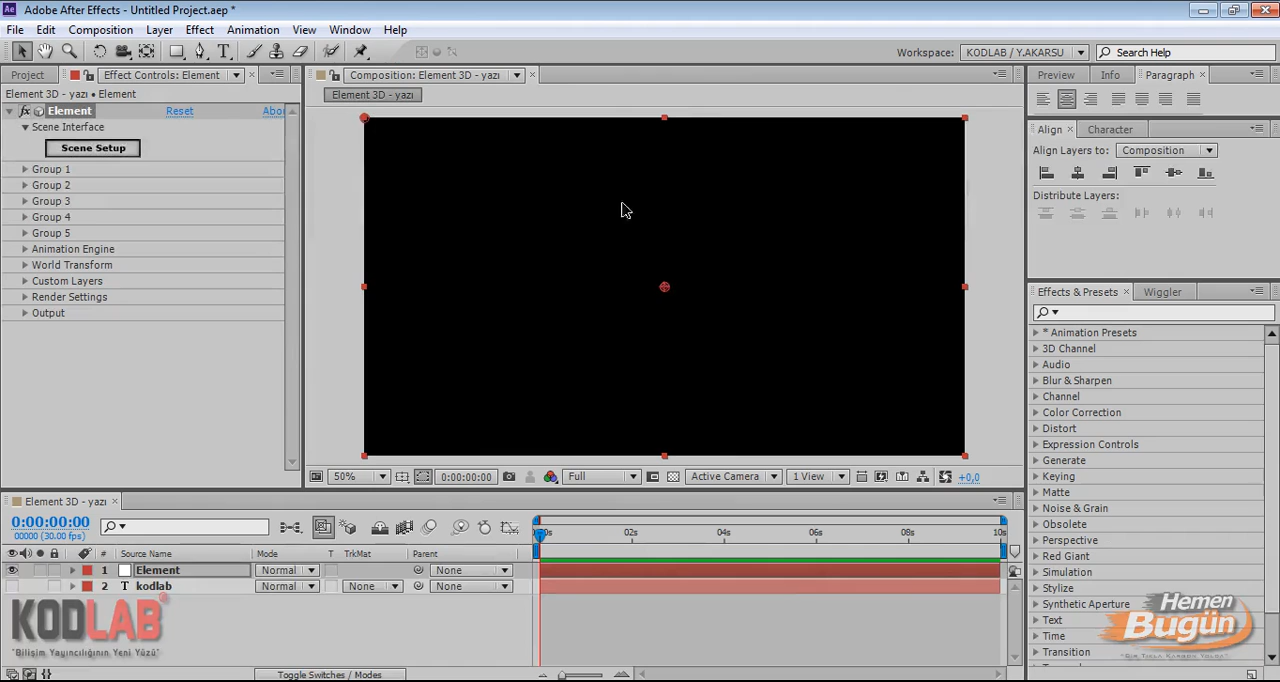 Adobe After Effects - Untitled Project.aep *
File Edit Composition Layer Effect Animation View Window Help
Workspace: KODLAB / Y.AKARSU Search Help
Project Effect Controls: Element Composition: Element 3D - yazı Preview Info Paragraph
Element 3D - yazı • Element
Element 3D - yazı
fx Element Reset Abo
Scene Interface
Scene Setup
Group 1
Group 2
Group 3
Group 4
Group 5
Animation Engine
World Transform
Custom Layers
Render Settings
Output
Align Character
Align Layers to: Composition
Distribute Layers:
Effects & Presets Wiggler
* Animation Presets
3D Channel
Audio
Blur & Sharpen
Channel
Color Correction
Distort
Expression Controls
Generate
Keying
Matte
Noise & Grain
Obsolete
Perspective
Red Giant
Simulation
Stylize
Synthetic Aperture
Text
Time
Transition
50% 0:00:00:00 Full Active Camera 1 View +0,0
Element 3D - yazı
0:00:00:00
00000 (30.00 fps)
# Source Name Mode T TrkMat Parent
02s 04s 06s 08s 10s
1 Element Normal None
2 T kodlab Normal None None
KODLAB
"Bilişim Yayıncılığının Yeni Yüzü"
Hemen
Bugün
Toggle Switches / Modes